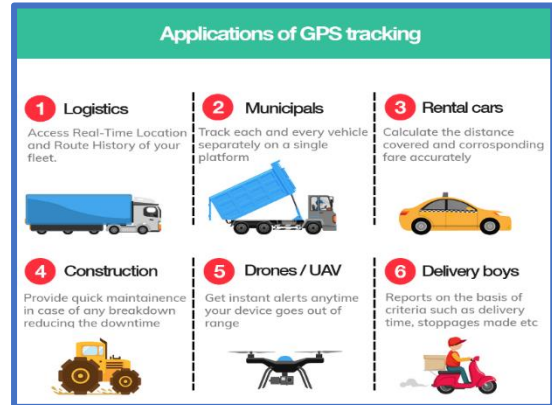 Applications of GPS tracking
1 Logistics
Access Real-Time Location
and Route History of your
fleet.
2 Municipals
Track each and every vehicle
separately on a single
platform
3 Rental cars
Calculate the distance
covered and corrosponding
fare accurately
4 Construction
Provide quick maintainence
in case of any breakdown
reducing the downtime
5 Drones / UAV
Get instant alerts anytime
your device goes out of
range
6 Delivery boys
Reports on the basis of
criteria such as delivery
time, stoppages made etc